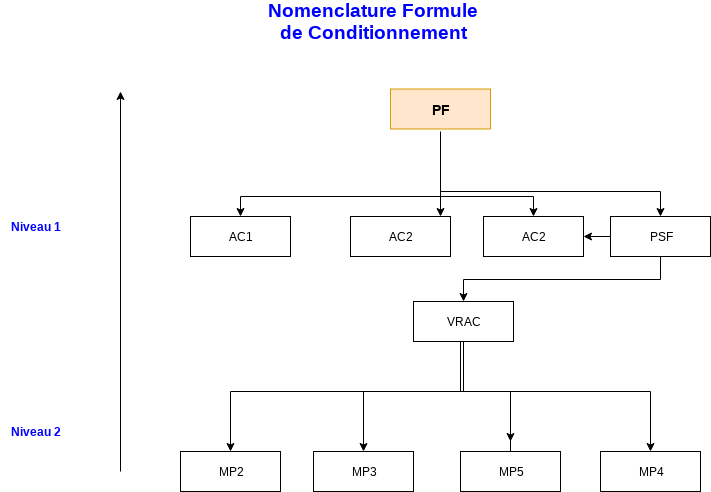 Nomenclature Formule
de Conditionnement
PF
Niveau 1
AC1
AC2
AC2
PSF
VRAC
Niveau 2
MP2
MP3
MP5
MP4